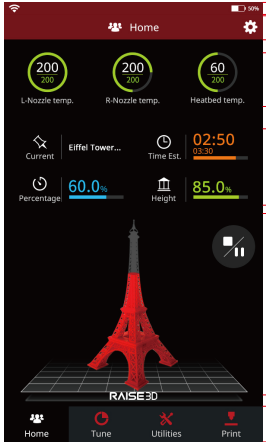 50%
Home
200
200
200
200
60
200
L-Nozzle temp.
R-Nozzle temp.
Heatbed temp.
Current
Eiffel Tower...
Time Est.
02:50
03:30
Percentage
60.0%
Height
85.0%
RAISE3D
Home
Tune
Utilities
Print